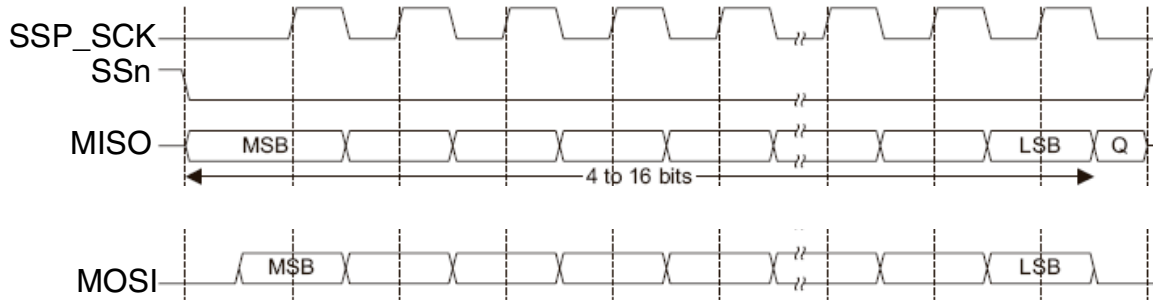 SSP_SCK
SSn
MISO MSB LSB Q
4 to 16 bits
MOSI MSB LSB